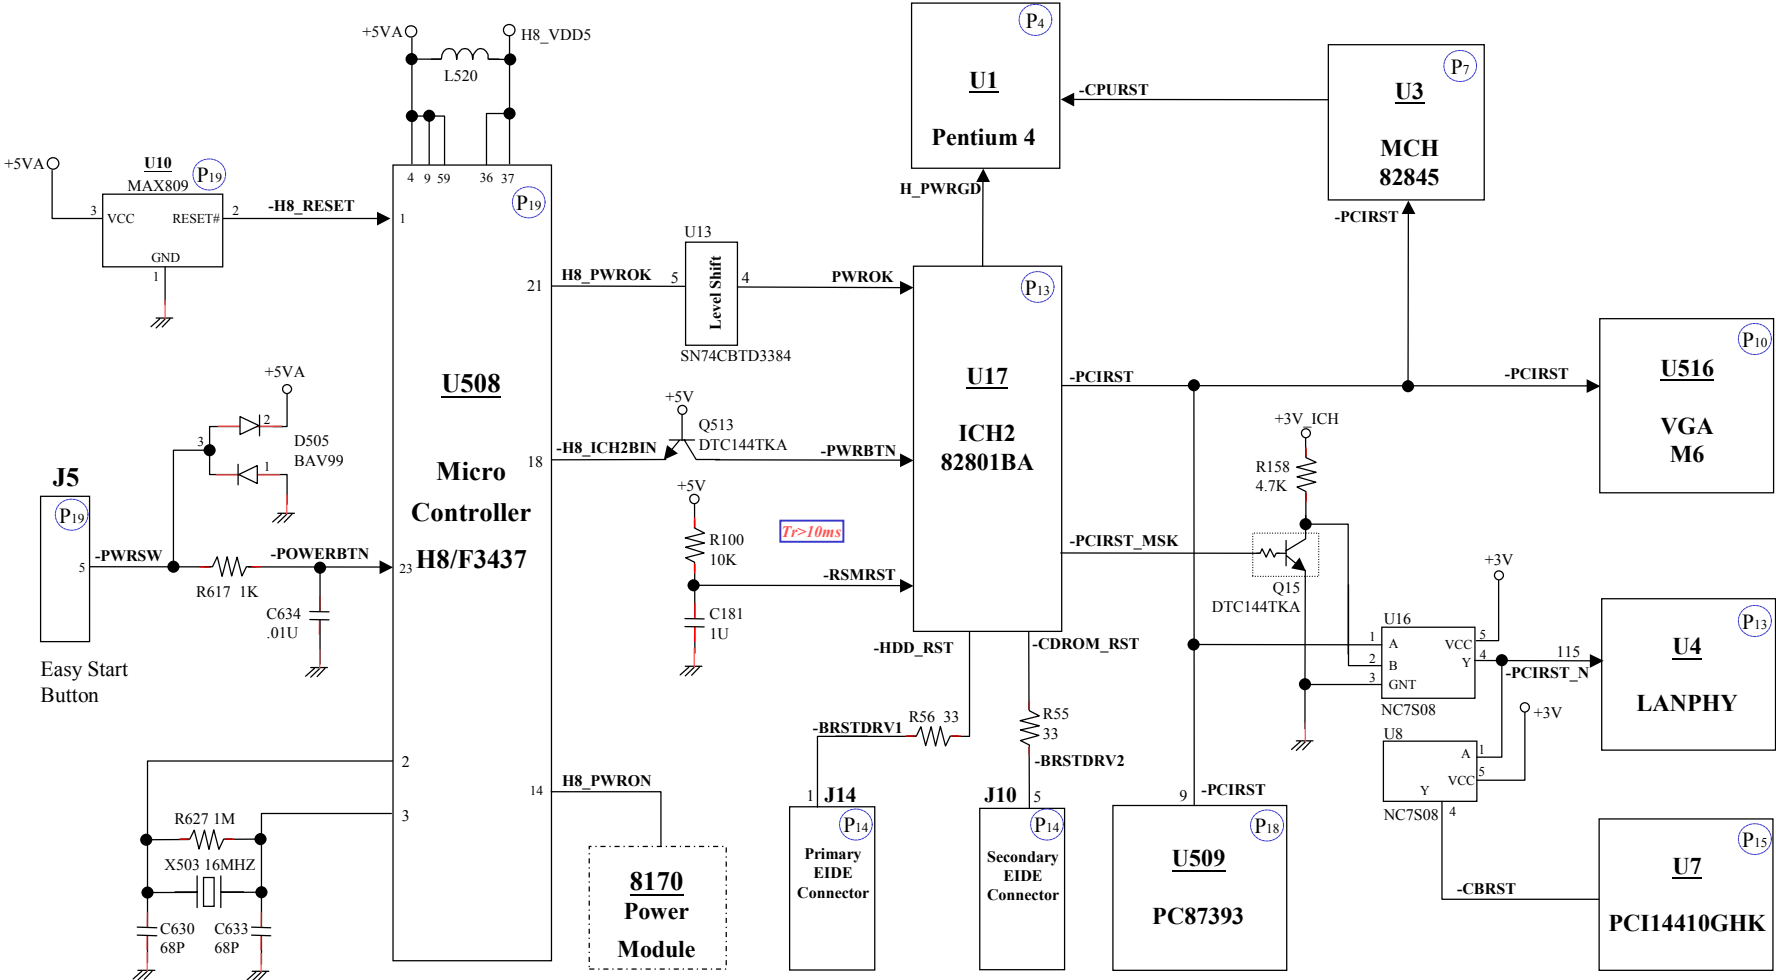 +5VA
H8_VDD5
L520
4
9
59
36
37
P19
+5VA
U10
MAX809
P19
3
VCC
RESET#
2
GND
1
-H8_RESET
1
+5VA
2
3
D505
BAV99
1
J5
P19
5
-PWRSW
-POWERBTN
R617 1K
23
C634
.01U
Easy Start
Button
U508
Micro
Controller
H8/F3437
2
3
R627 1M
X503 16MHZ
C630
68P
C633
68P
21
H8_PWROK
U13
5
Level Shift
4
SN74CBTD3384
PWROK
18
-H8_ICH2BIN
+5V
Q513
DTC144TKA
-PWRBTN
+5V
R100
10K
Tr>10ms
-RSMRST
C181
1U
14
H8_PWRON
8170
Power
Module
P4
U1
Pentium 4
H_PWRGD
-CPURST
P7
U3
MCH
82845
-PCIRST
P13
U17
ICH2
82801BA
-PCIRST
-PCIRST
P10
U516
VGA
M6
-PCIRST_MSK
+3V_ICH
R158
4.7K
Q15
DTC144TKA
-HDD_RST
-CDROM_RST
R56 33
-BRSTDRV1
R55
33
-BRSTDRV2
1
J14
P14
Primary
EIDE
Connector
J10
5
P14
Secondary
EIDE
Connector
9
-PCIRST
P18
U509
PC87393
+3V
U16
1
A
VCC
5
2
B
Y
4
3
GNT
NC7S08
115
-PCIRST_N
P13
U4
LANPHY
+3V
U8
A
1
VCC
5
Y
NC7S08
4
-CBRST
P15
U7
PCI14410GHK